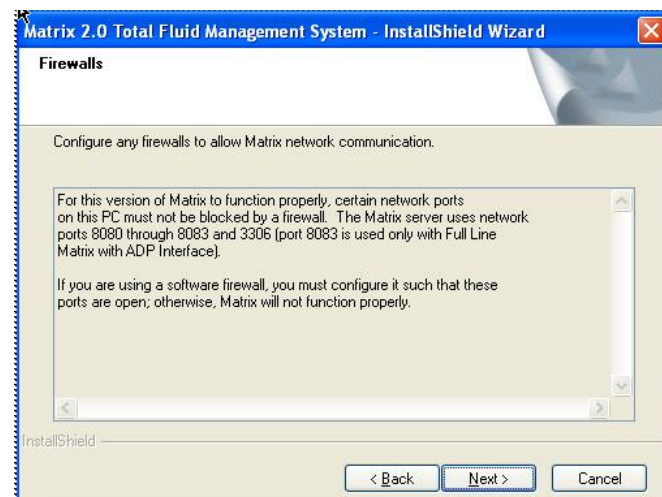 Matrix 2.0 Total Fluid Management System - InstallShield Wizard
Firewalls
Configure any firewalls to allow Matrix network communication.
For this version of Matrix to function properly, certain network ports
on this PC must not be blocked by a firewall.  The Matrix server uses network
ports 8080 through 8083 and 3306 (port 8083 is used only with Full Line
Matrix with ADP Interface).
If you are using a software firewall, you must configure it such that these
ports are open; otherwise, Matrix will not function properly.
InstallShield
< Back Next > Cancel